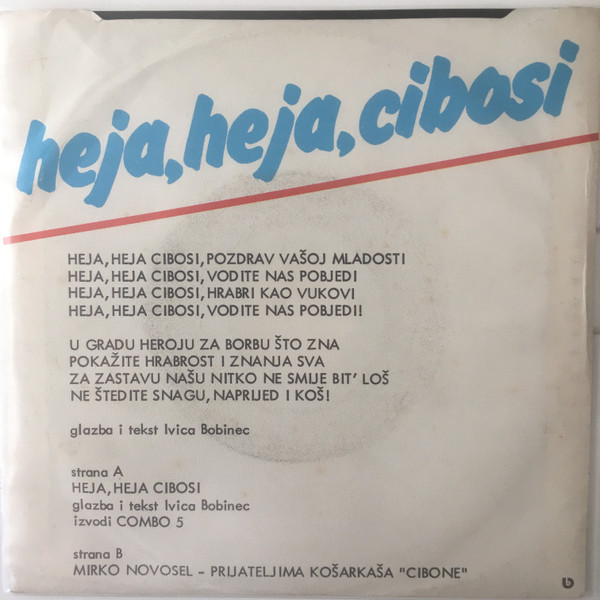 heja, heja, cibosi
HEJA, HEJA CIBOSI, POZDRAV VAŠOJ MLADOSTI
HEJA, HEJA CIBOSI, VODITE NAS POBJEDI
HEJA, HEJA CIBOSI, HRABRI KAO VUKOVI
HEJA, HEJA CIBOSI, VODITE NAS POBJEDI!
U GRADU HEROJU ZA BORBU ŠTO ZNA
POKAŽITE HRABROST I ZNANJA SVA
ZA ZASTAVU NAŠU NITKO NE SMIJE BIT' LOŠ
NE ŠTEDITE SNAGU, NAPRIJED I KOŠ!
glazba i tekst Ivica Bobinec
strana A
HEJA, HEJA CIBOSI
glazba i tekst Ivica Bobinec
izvodi COMBO 5
strana B
MIRKO NOVOSEL – PRIJATELJIMA KOŠARKAŠA "CIBONE"